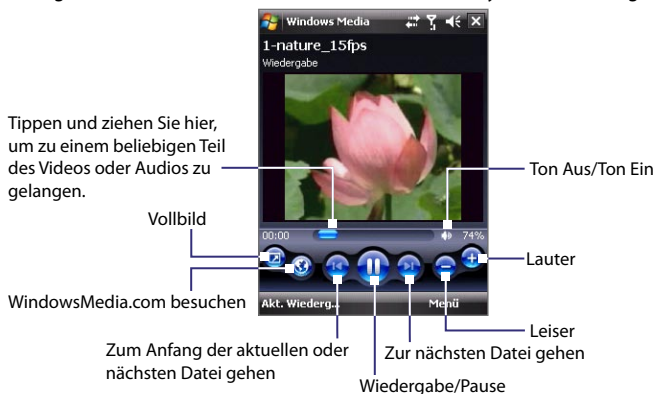 Windows Media
1-nature_15fps
Wiedergabe
Tippen und ziehen Sie hier,
um zu einem beliebigen Teil
des Videos oder Audios zu
gelangen.
Ton Aus/Ton Ein
Vollbild
00:00
74%
Lauter
WindowsMedia.com besuchen
Akt. Wiederg...
Menü
Leiser
Zum Anfang der aktuellen oder
nächsten Datei gehen
Zur nächsten Datei gehen
Wiedergabe/Pause